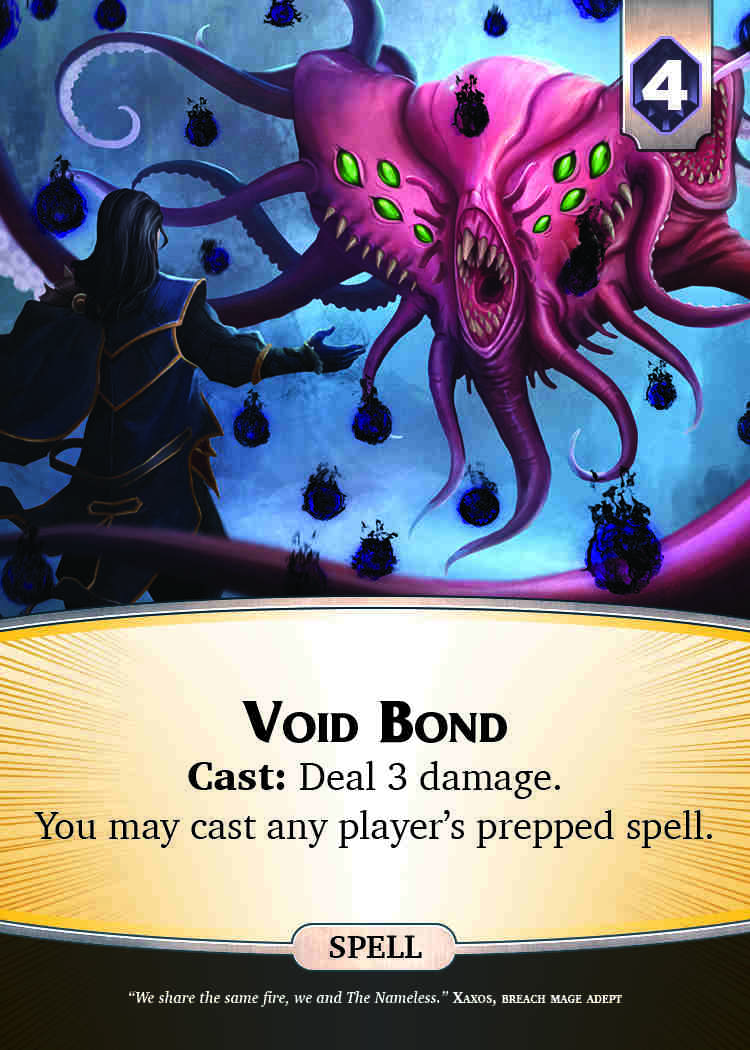 4
Void Bond
Cast: Deal 3 damage.
You may cast any player’s prepped spell.
SPELL
“We share the same fire, we and The Nameless.” Xaxos, breach mage adept